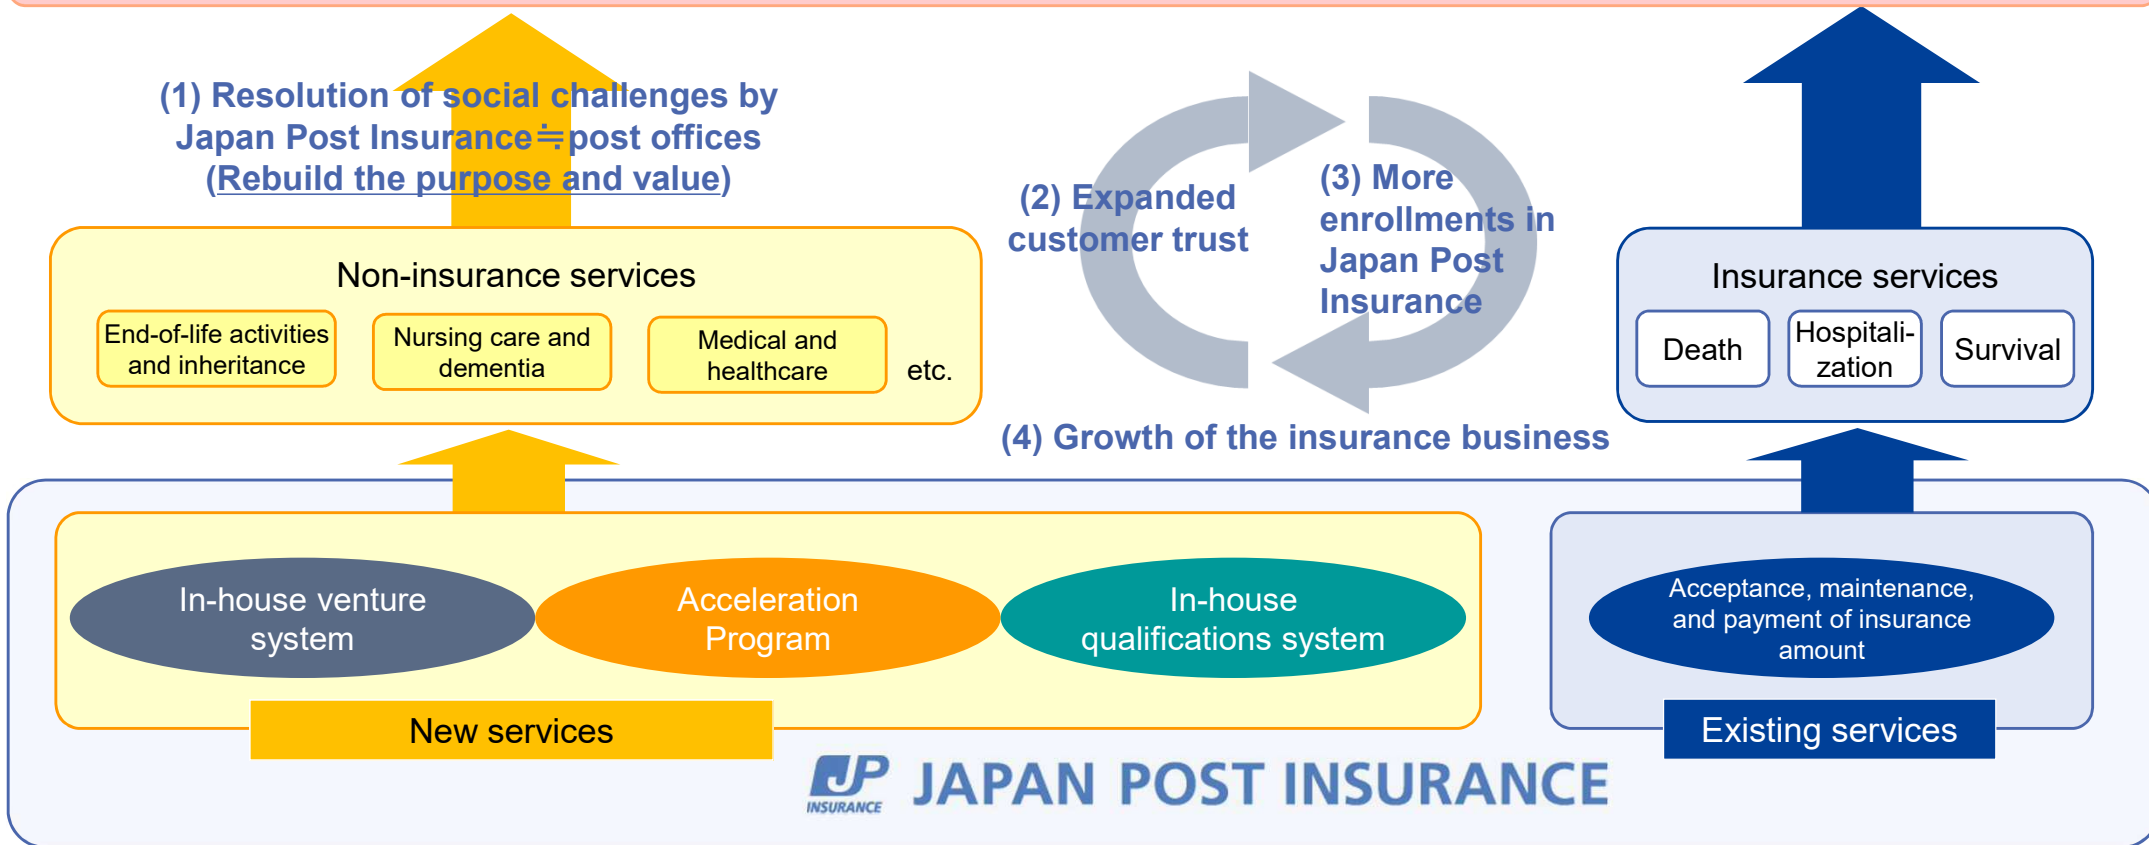 (1) Resolution of social challenges by
Japan Post Insurance≒post offices
(Rebuild the purpose and value)
(2) Expanded
customer trust
(3) More
enrollments in
Japan Post
Insurance
(4) Growth of the insurance business
Non-insurance services
End-of-life activities
and inheritance
Nursing care and
dementia
Medical and
healthcare
etc.
Insurance services
Death
Hospitali-
zation
Survival
In-house venture
system
Acceleration
Program
In-house
qualifications system
Acceptance, maintenance,
and payment of insurance
amount
New services
Existing services
JP
INSURANCE
JAPAN POST INSURANCE